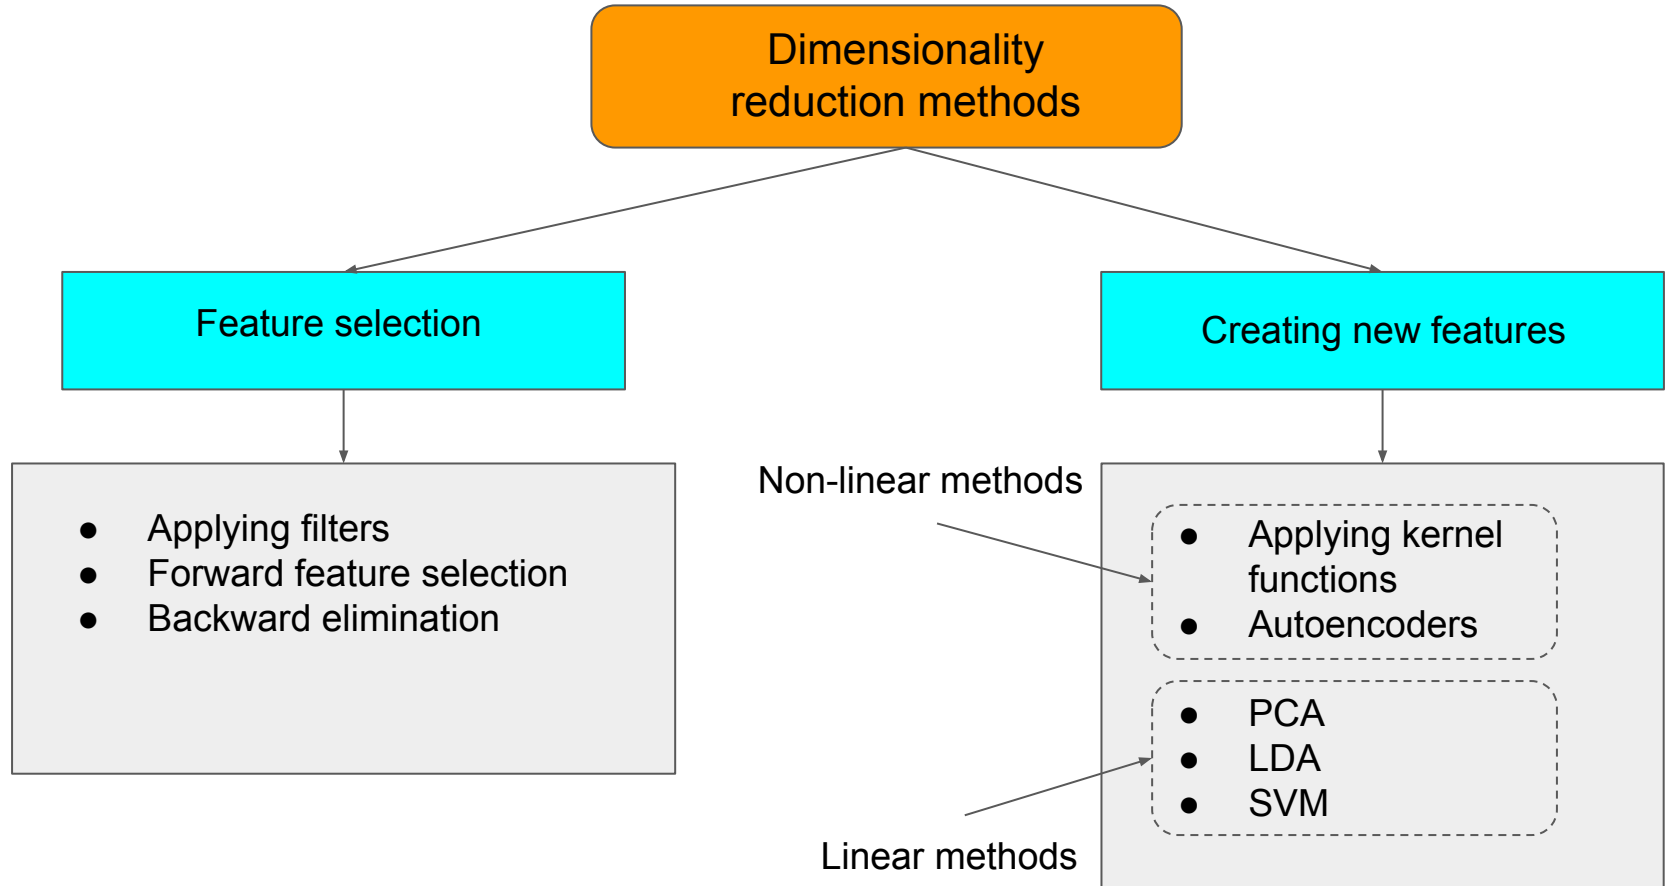 Dimensionality
reduction methods
Feature selection
Creating new features
● Applying filters
● Forward feature selection
● Backward elimination
Non-linear methods
● Applying kernel
functions
● Autoencoders
● PCA
● LDA
● SVM
Linear methods